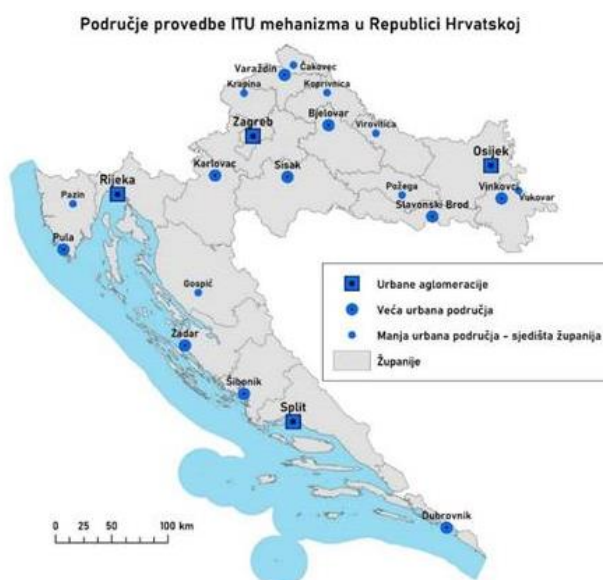 Područje provedbe ITU mehanizma u Republici Hrvatskoj
Varaždin
Čakovec
Krapina
Koprivnica
Zagreb
Bjelovar
Virovitica
Osijek
Karlovac
Sisak
Rijeka
Pazin
Požega
Vinkovci
Vukovar
Slavonski Brod
Pula
Gospić
Zadar
Šibenik
Split
Dubrovnik
Urbane aglomeracije
Veća urbana područja
Manja urbana područja – sjedišta županija
Županije
0 25 50 100 km